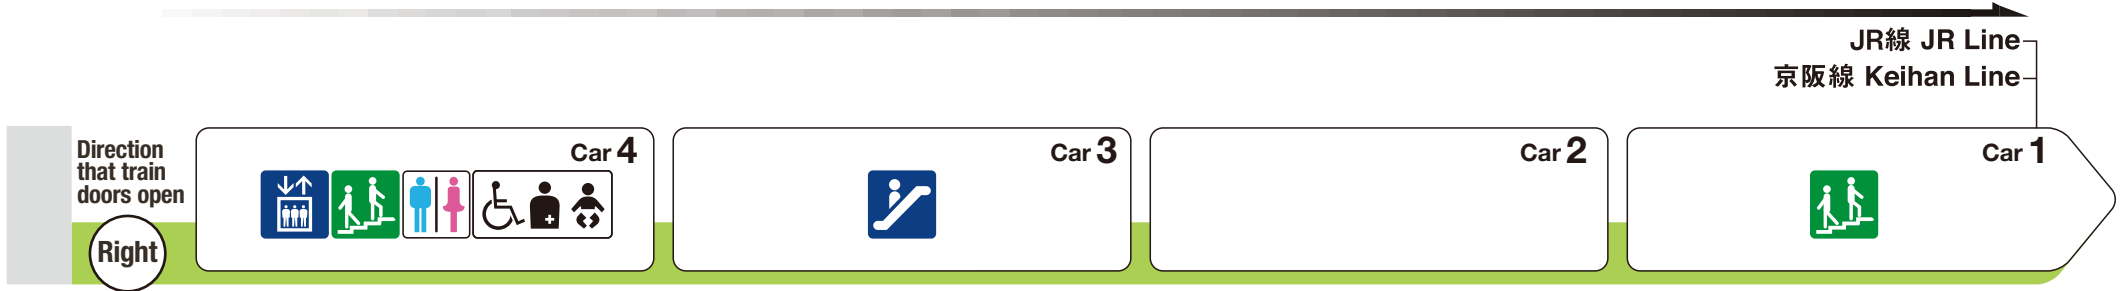 JR線 JR Line
京阪線 Keihan Line
Direction
that train
doors open
Right
Car 4
Car 3
Car 2
Car 1